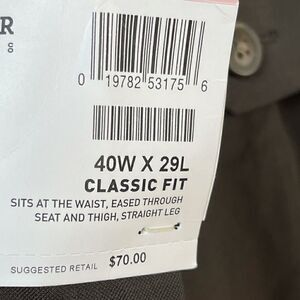 R
CO
0 19782 53175 6
40W X 29L
CLASSIC FIT
SITS AT THE WAIST, EASED THROUGH
SEAT AND THIGH, STRAIGHT LEG
SUGGESTED RETAIL $70.00